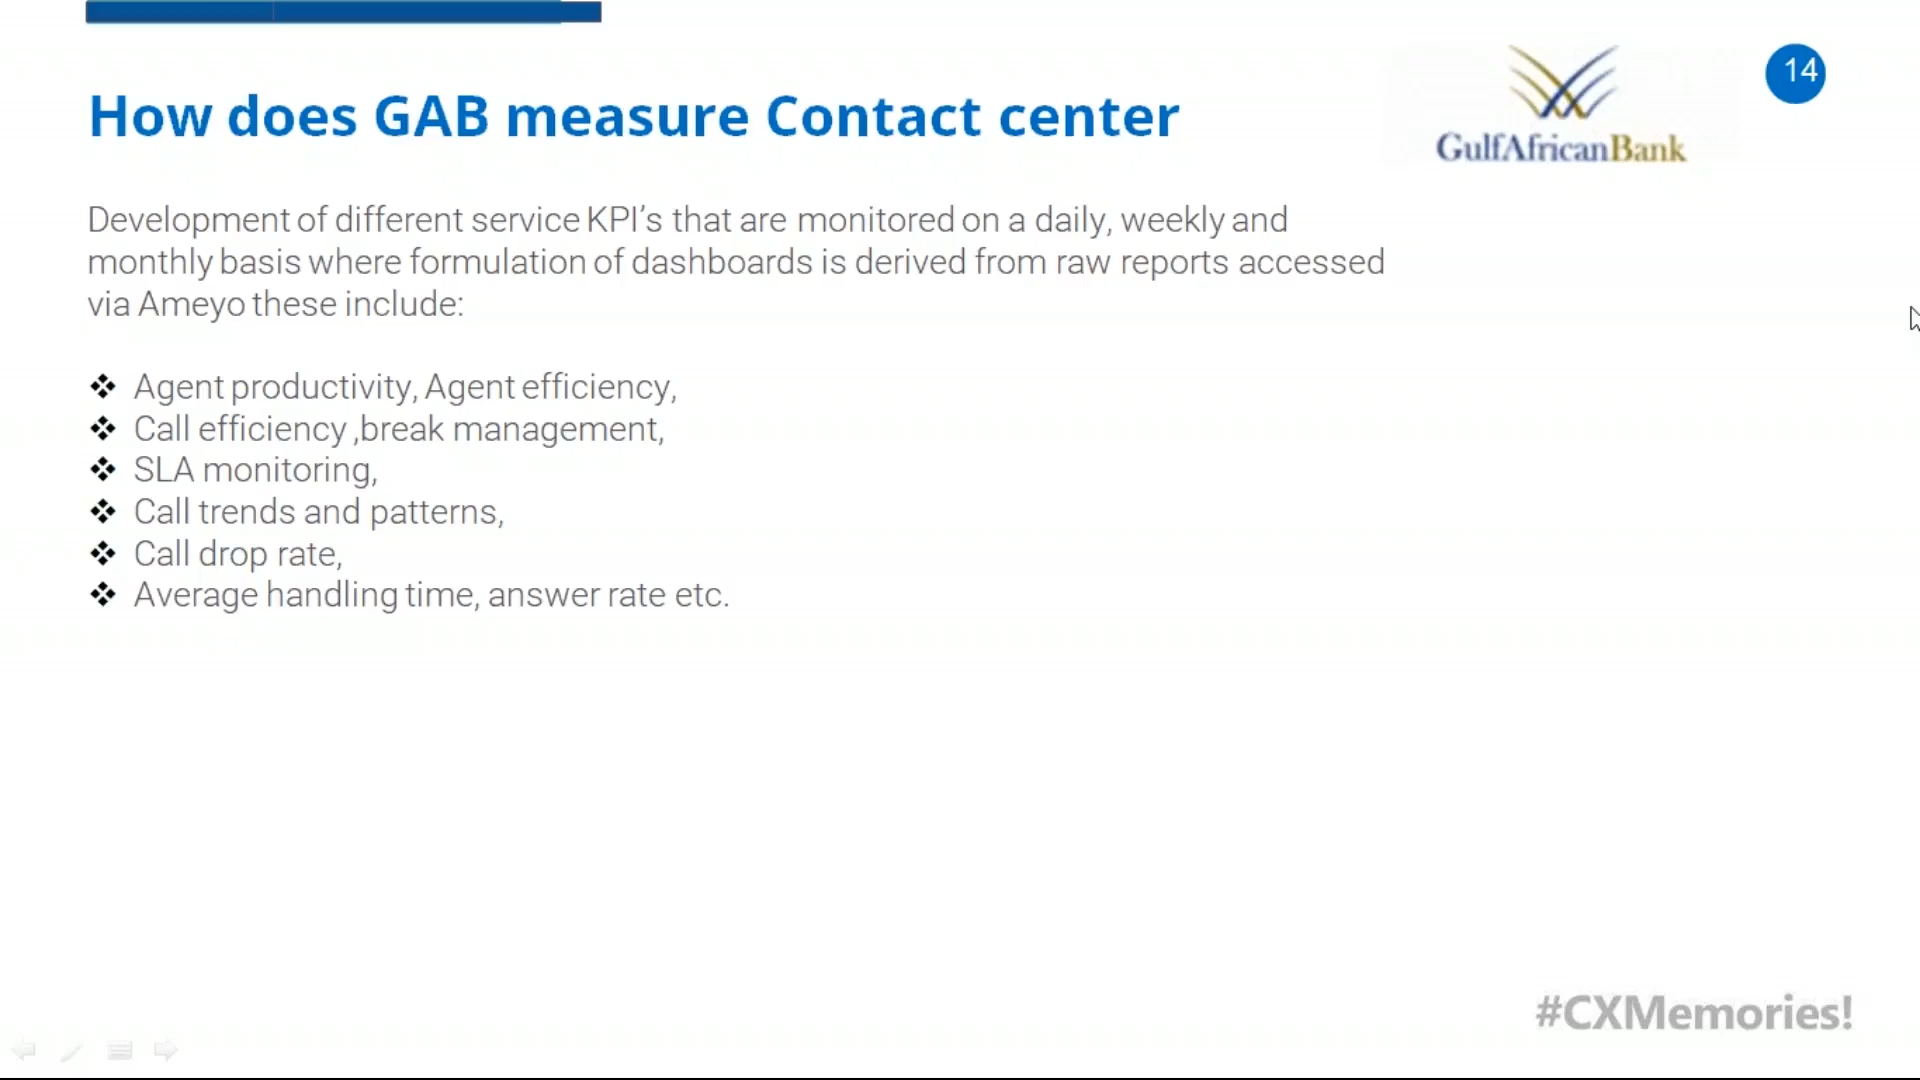 14
How does GAB measure Contact center
GulfAfricanBank
Development of different service KPI’s that are monitored on a daily, weekly and
monthly basis where formulation of dashboards is derived from raw reports accessed
via Ameyo these include:
❖ Agent productivity, Agent efficiency,
❖ Call efficiency ,break management,
❖ SLA monitoring,
❖ Call trends and patterns,
❖ Call drop rate,
❖ Average handling time, answer rate etc.
#CXMemories!